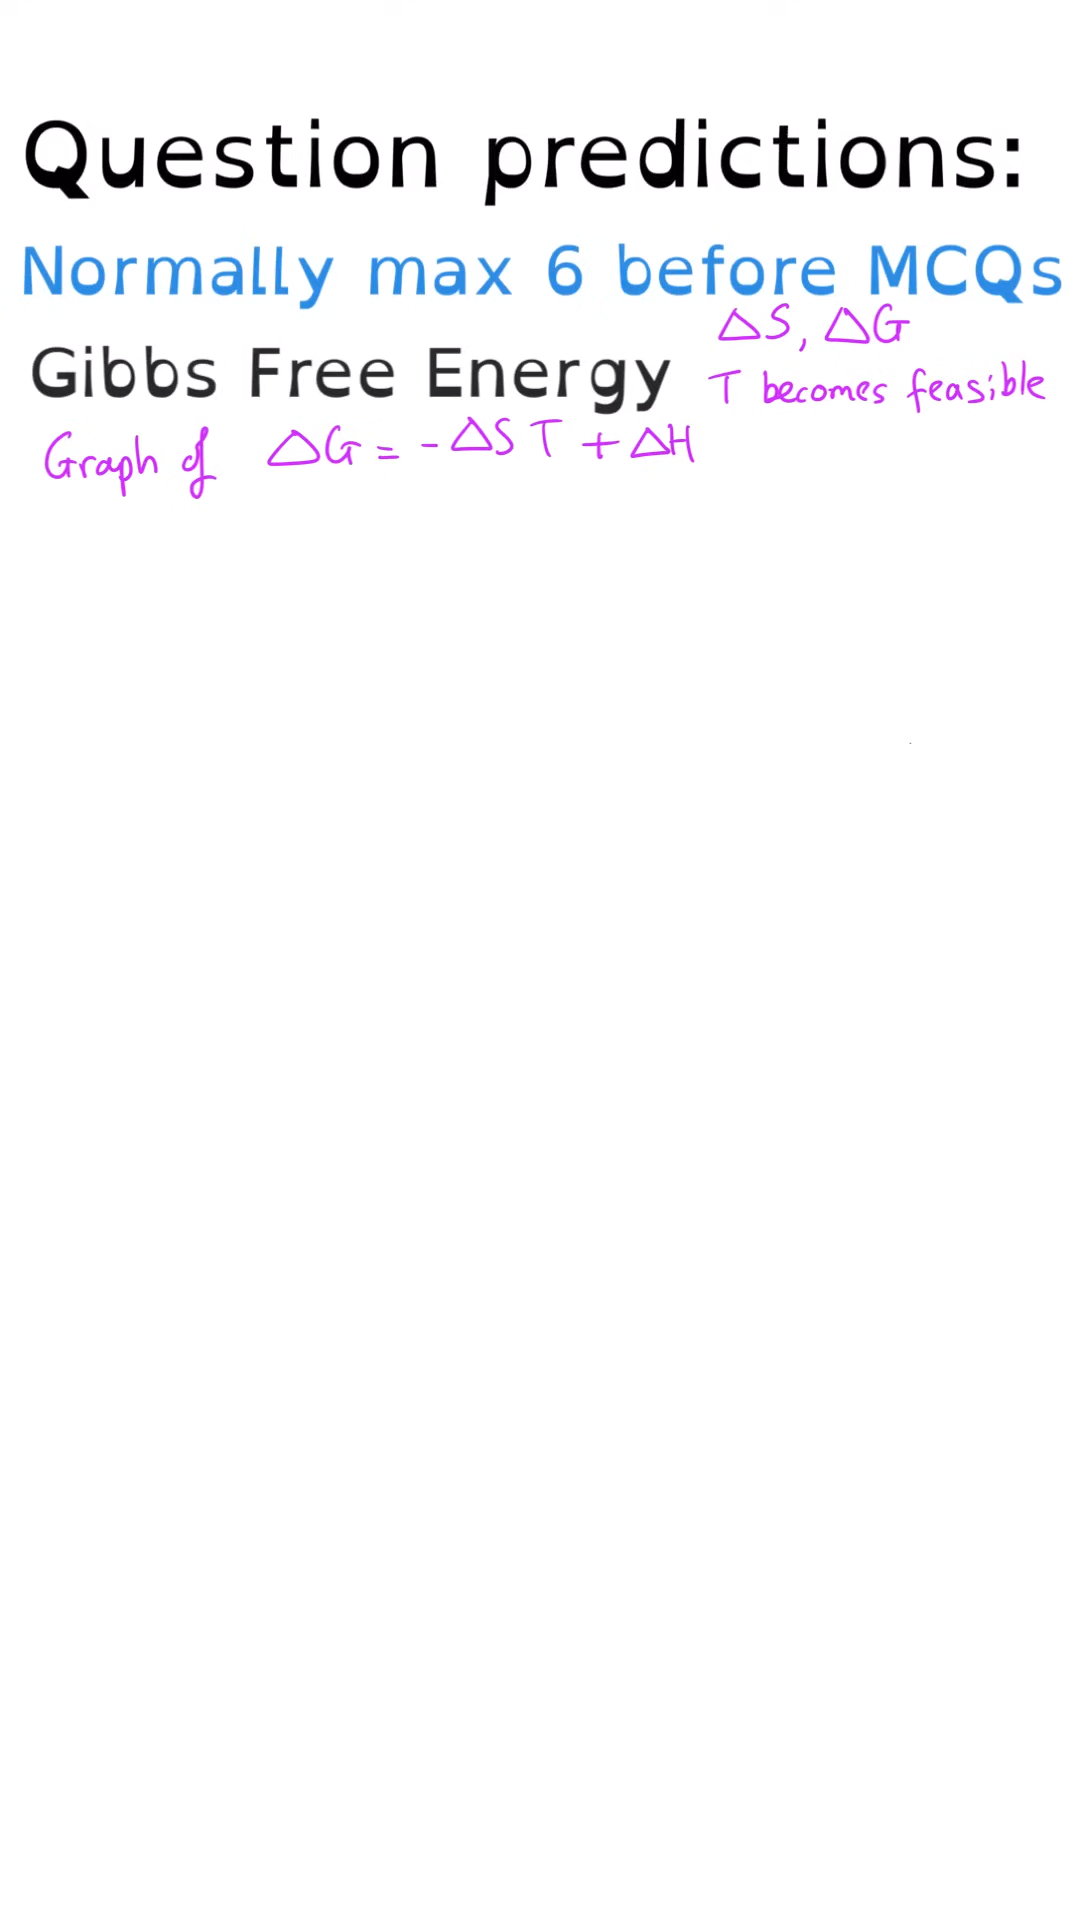 Question predictions:
Normally max 6 before MCQs
ΔS, ΔG
Gibbs Free Energy
T becomes feasible
Graph of ΔG = -ΔS T + ΔH